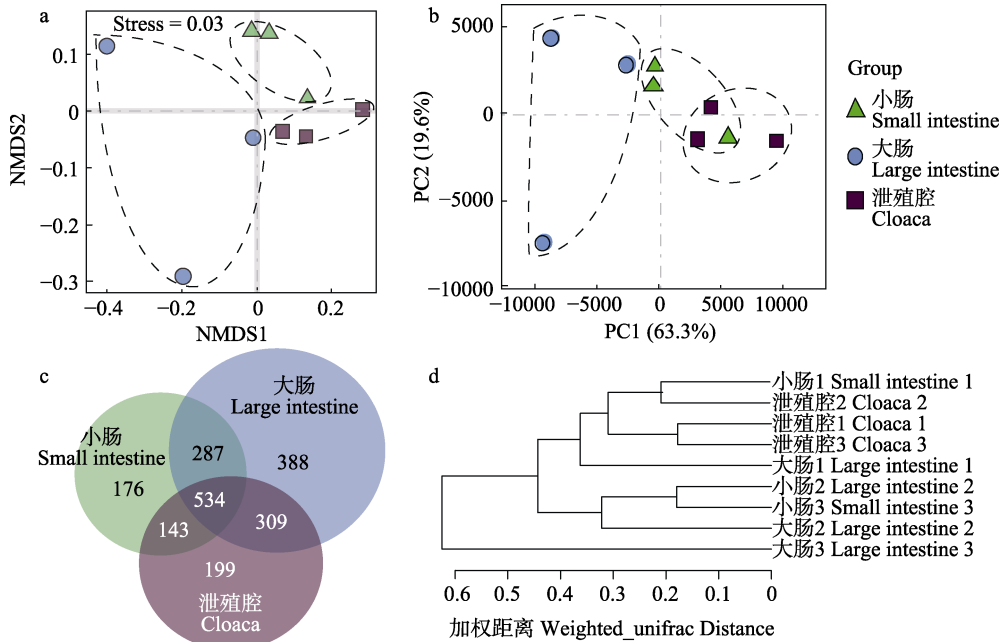 a
Stress = 0.03
0.1
0
−0.1
−0.2
−0.3
NMDS2
−0.4
−0.2
0
0.2
NMDS1
b
5000
0
−5000
−10000
PC2 (19.6%)
−10000
−5000
0
5000
10000
PC1 (63.3%)
Group
小肠
Small intestine
大肠
Large intestine
泄殖腔
Cloaca
c
大肠
Large intestine
小肠
Small intestine
287
388
176
534
143
309
199
泄殖腔
Cloaca
d
小肠1 Small intestine 1
泄殖腔2 Cloaca 2
泄殖腔1 Cloaca 1
泄殖腔3 Cloaca 3
大肠1 Large intestine 1
小肠2 Large intestine 2
小肠3 Small intestine 3
大肠2 Large intestine 2
大肠3 Large intestine 3
0.6 0.5 0.4 0.3 0.2 0.1 0
加权距离 Weighted_unifrac Distance